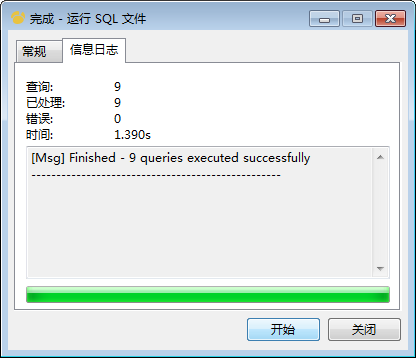 完成 - 运行 SQL 文件
常规 信息日志
查询: 9
已处理: 9
错误: 0
时间: 1.390s
[Msg] Finished - 9 queries executed successfully
--------------------------------------------------
开始 关闭